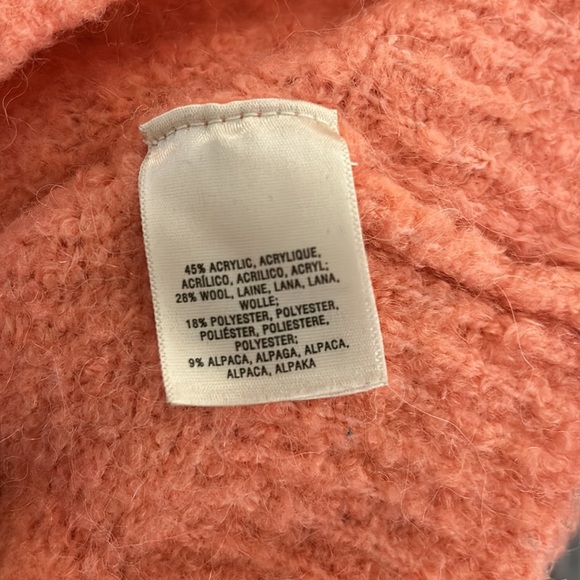 45% ACRYLIC, ACRYLIQUE,
ACRÍLICO, ACRILICO, ACRYL;
28% WOOL, LAINE, LANA, LANA,
WOLLE;
18% POLYESTER, POLYESTER,
POLIÉSTER, POLIESTERE,
POLYESTER;
9% ALPACA, ALPAGA, ALPACA,
ALPACA, ALPAKA